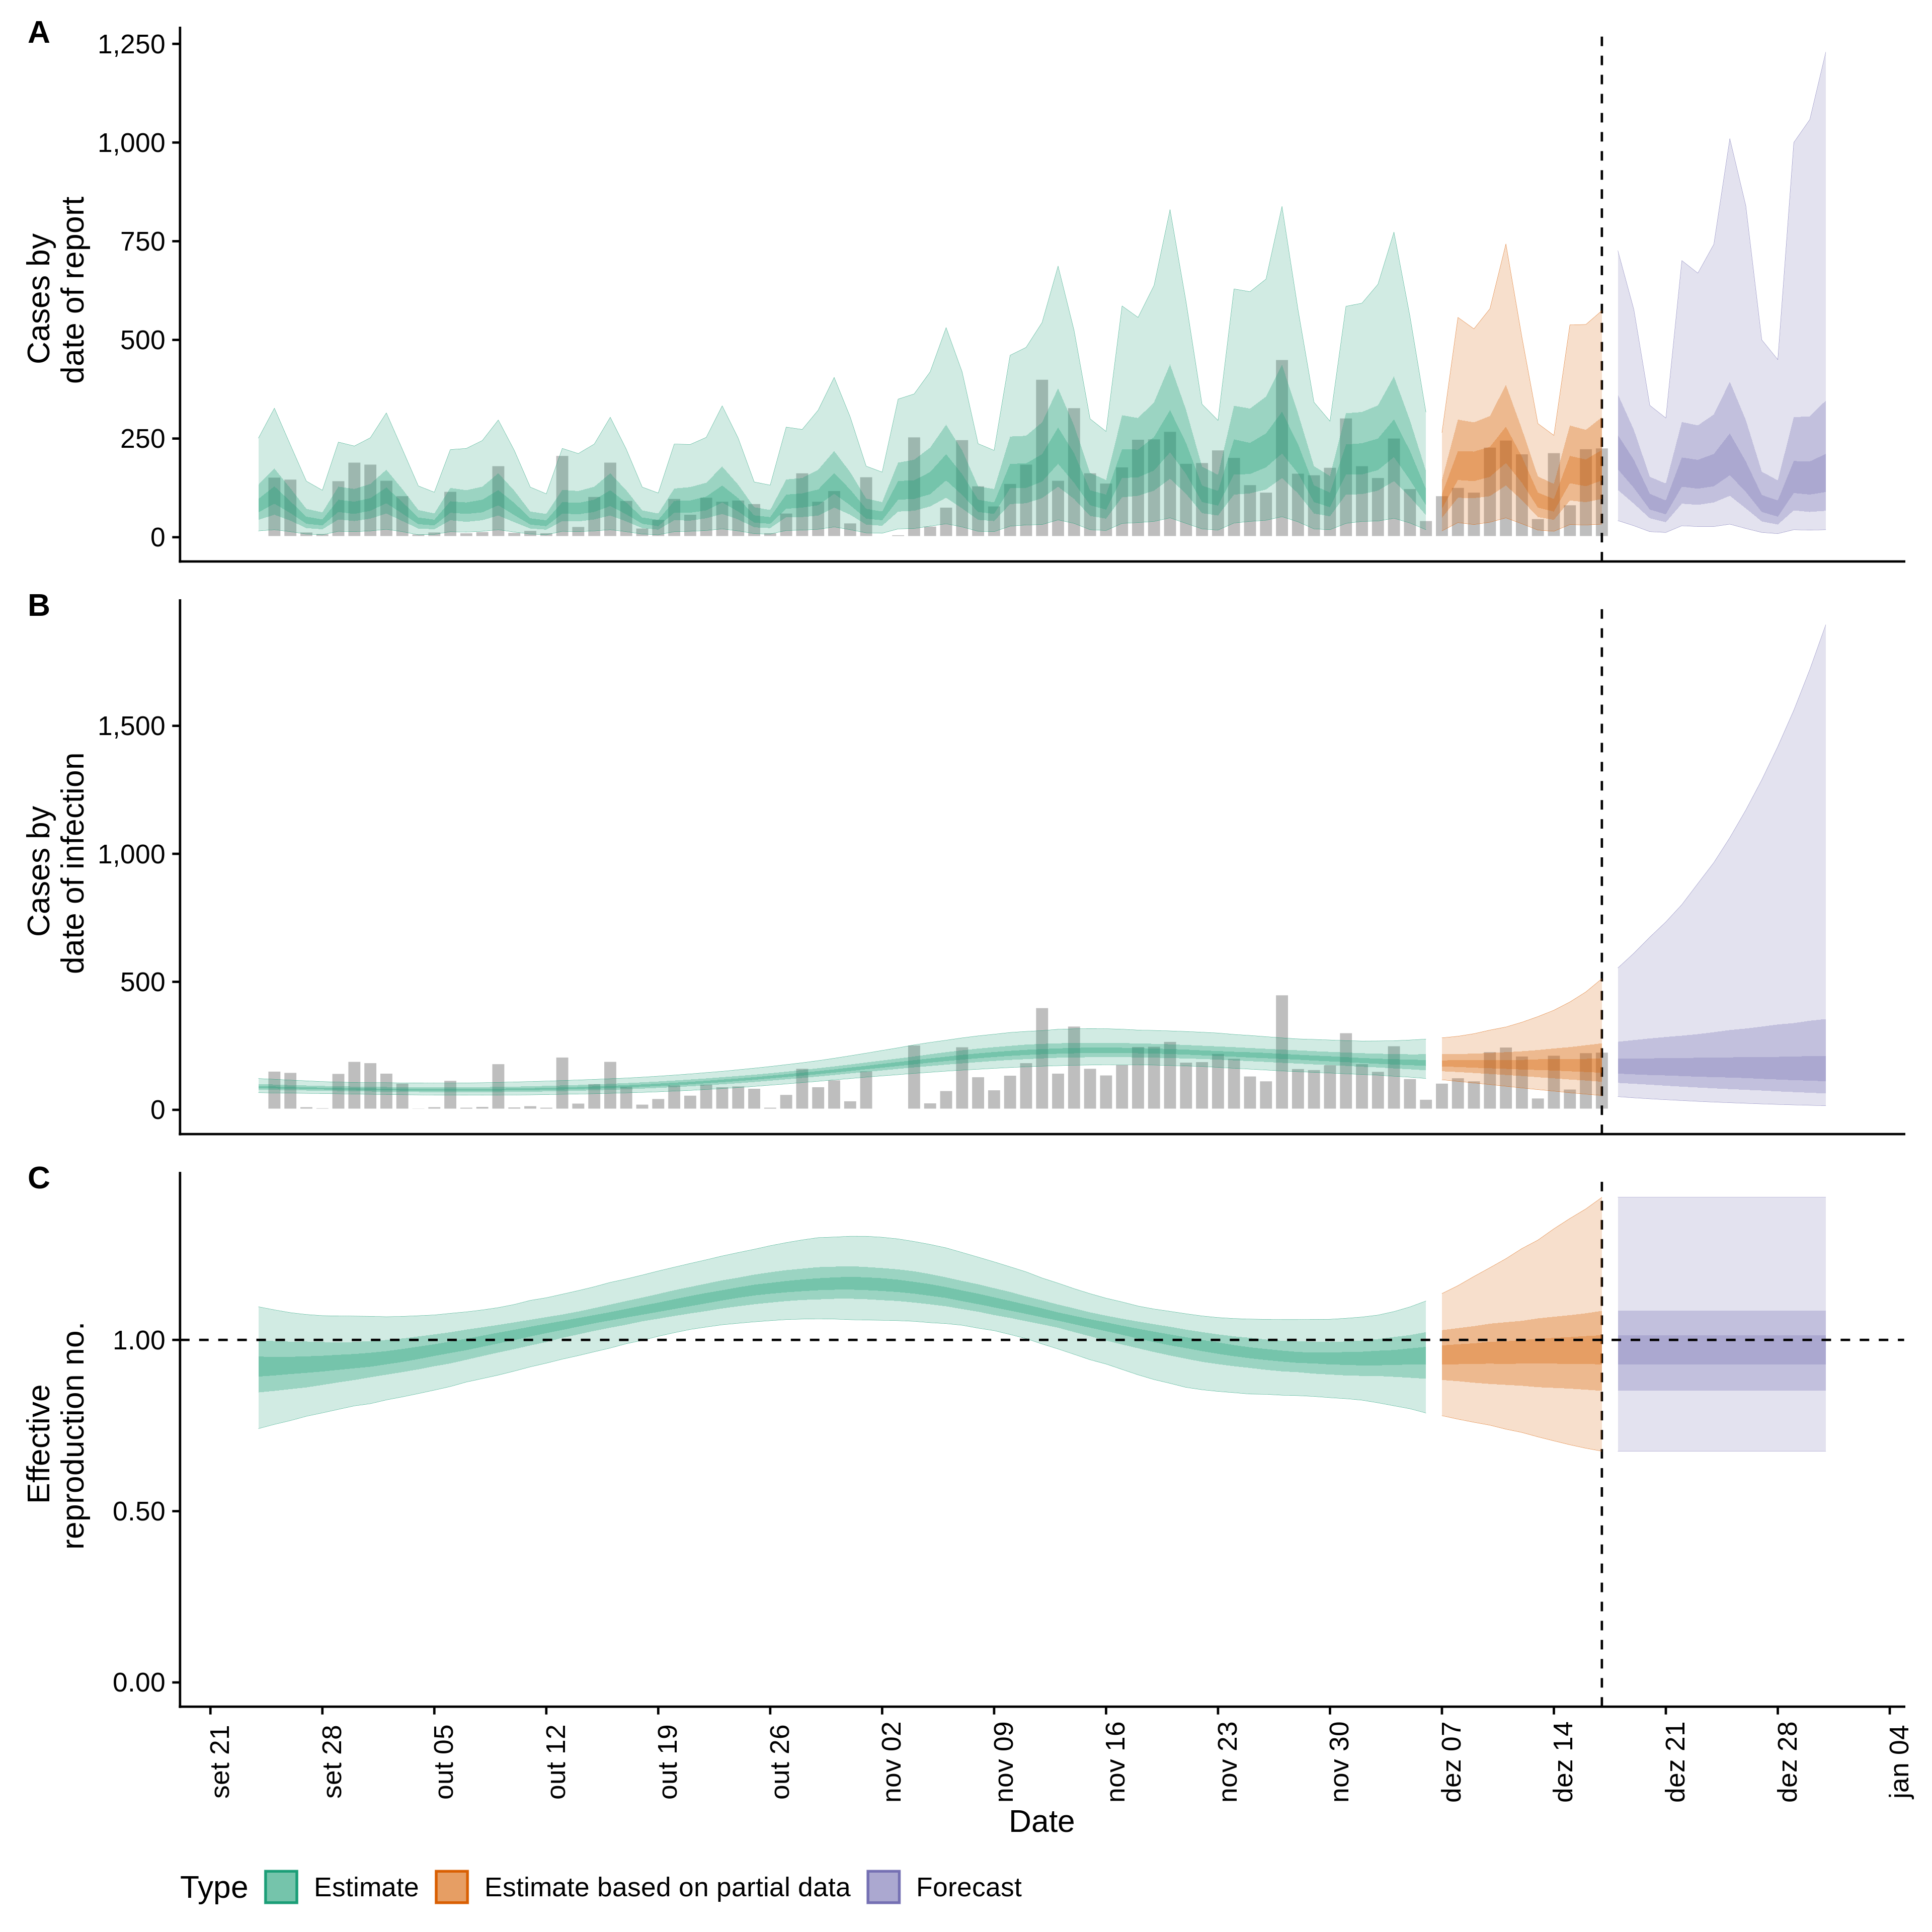 A
1,250
1,000
750
500
250
0
Cases by
date of report
B
1,500
1,000
500
0
Cases by
date of infection
C
1.00
0.50
0.00
Effective
reproduction no.
set 21
set 28
out 05
out 12
out 19
out 26
nov 02
nov 09
nov 16
nov 23
nov 30
dez 07
dez 14
dez 21
dez 28
jan 04
Date
Type Estimate Estimate based on partial data Forecast